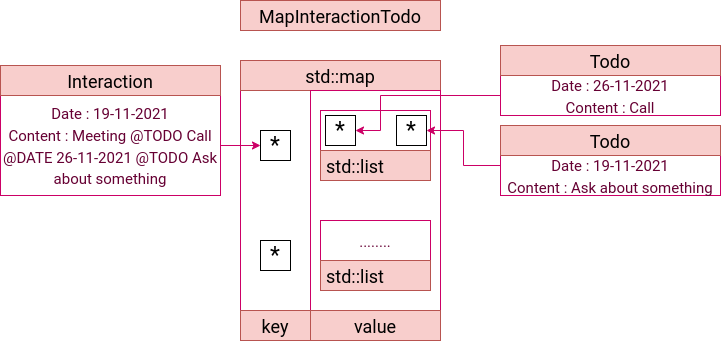 MapInteractionTodo
Interaction
Date : 19-11-2021
Content : Meeting @TODO Call
@DATE 26-11-2021 @TODO Ask
about something
std::map
*
*
*
std::list
*
........
std::list
key
value
Todo
Date : 26-11-2021
Content : Call
Todo
Date : 19-11-2021
Content : Ask about something